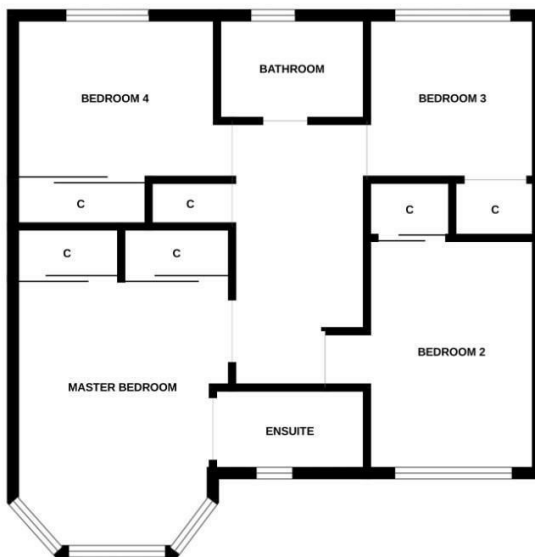 BATHROOM
BEDROOM 4
BEDROOM 3
C
C
C
C
C
C
BEDROOM 2
MASTER BEDROOM
ENSUITE